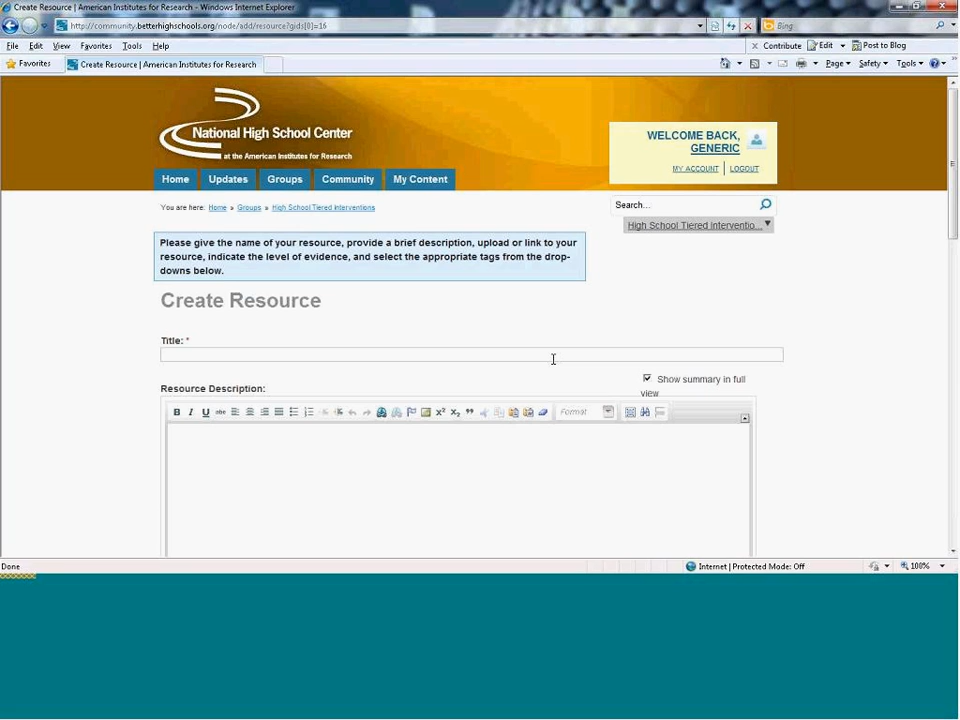 Create Resource | American Institutes for Research - Windows Internet Explorer
http://community.betterhighschools.org/node/add/resource?gids[0]=16
Bing
File Edit View Favorites Tools Help
x Contribute Edit Post to Blog
Favorites Create Resource | American Institutes for Research
Page Safety Tools
National High School Center
at the American Institutes for Research
WELCOME BACK,
GENERIC
MY ACCOUNT | LOGOUT
Home Updates Groups Community My Content
You are here: Home » Groups » High School Tiered Interventions
Search...
High School Tiered Interventio...
Please give the name of your resource, provide a brief description, upload or link to your
resource, indicate the level of evidence, and select the appropriate tags from the drop-
downs below.
Create Resource
Title: *
Show summary in full
view
Resource Description:
B I U abc x² x₂ Format
Done
Internet | Protected Mode: Off
100%